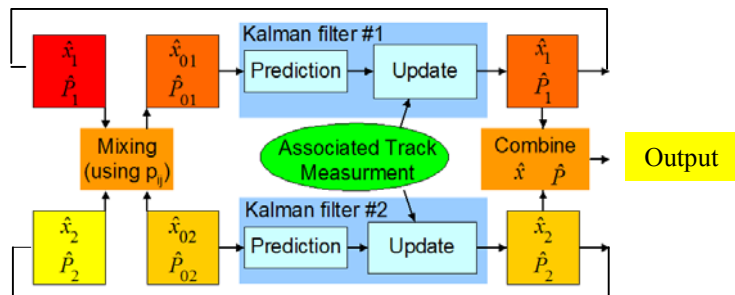 Kalman filter #1
x̂₁
P̂₁
x̂₀₁
P̂₀₁
Prediction
Update
x̂₁
P̂₁
Mixing
(using pᵢⱼ)
Associated Track
Measurment
Combine
x̂ P̂
Output
Kalman filter #2
x̂₂
P̂₂
x̂₀₂
P̂₀₂
Prediction
Update
x̂₂
P̂₂